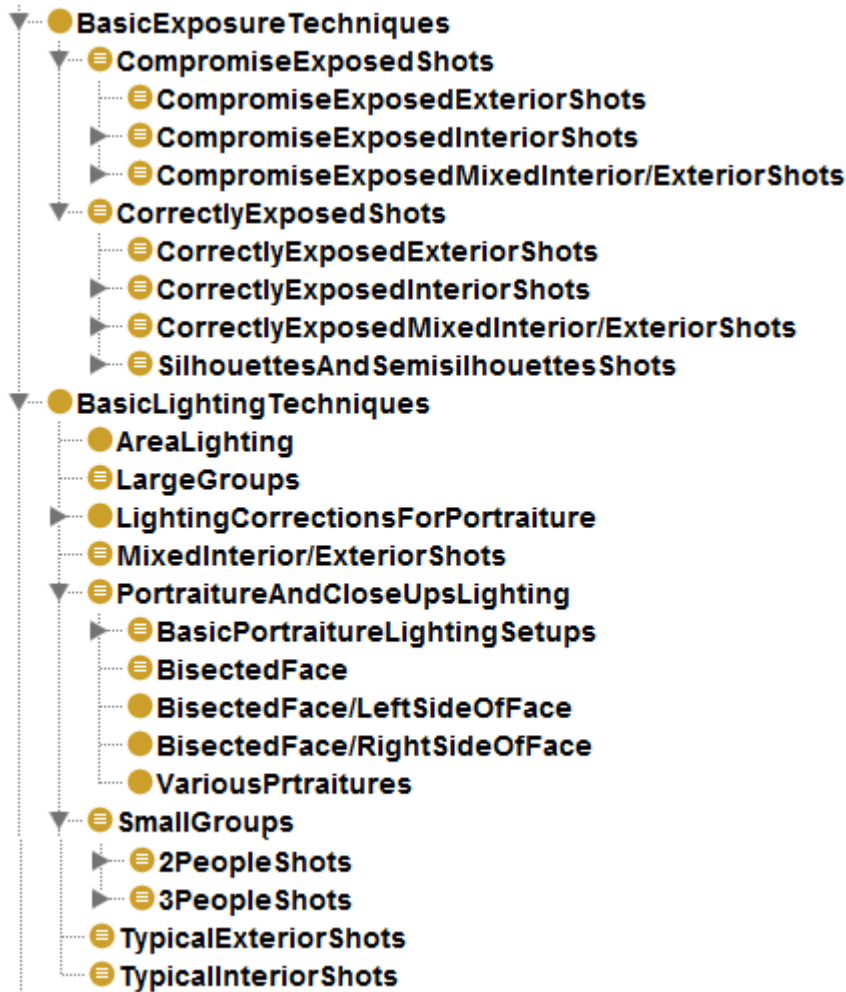 BasicExposureTechniques
CompromiseExposedShots
CompromiseExposedExteriorShots
CompromiseExposedInteriorShots
CompromiseExposedMixedInterior/ExteriorShots
CorrectlyExposedShots
CorrectlyExposedExteriorShots
CorrectlyExposedInteriorShots
CorrectlyExposedMixedInterior/ExteriorShots
SilhouettesAndSemisilhouettesShots
BasicLightingTechniques
AreaLighting
LargeGroups
LightingCorrectionsForPortraiture
MixedInterior/ExteriorShots
PortraitureAndCloseUpsLighting
BasicPortraitureLightingSetups
BisectedFace
BisectedFace/LeftSideOfFace
BisectedFace/RightSideOfFace
VariousPrtraitures
SmallGroups
2PeopleShots
3PeopleShots
TypicalExteriorShots
TypicalInteriorShots